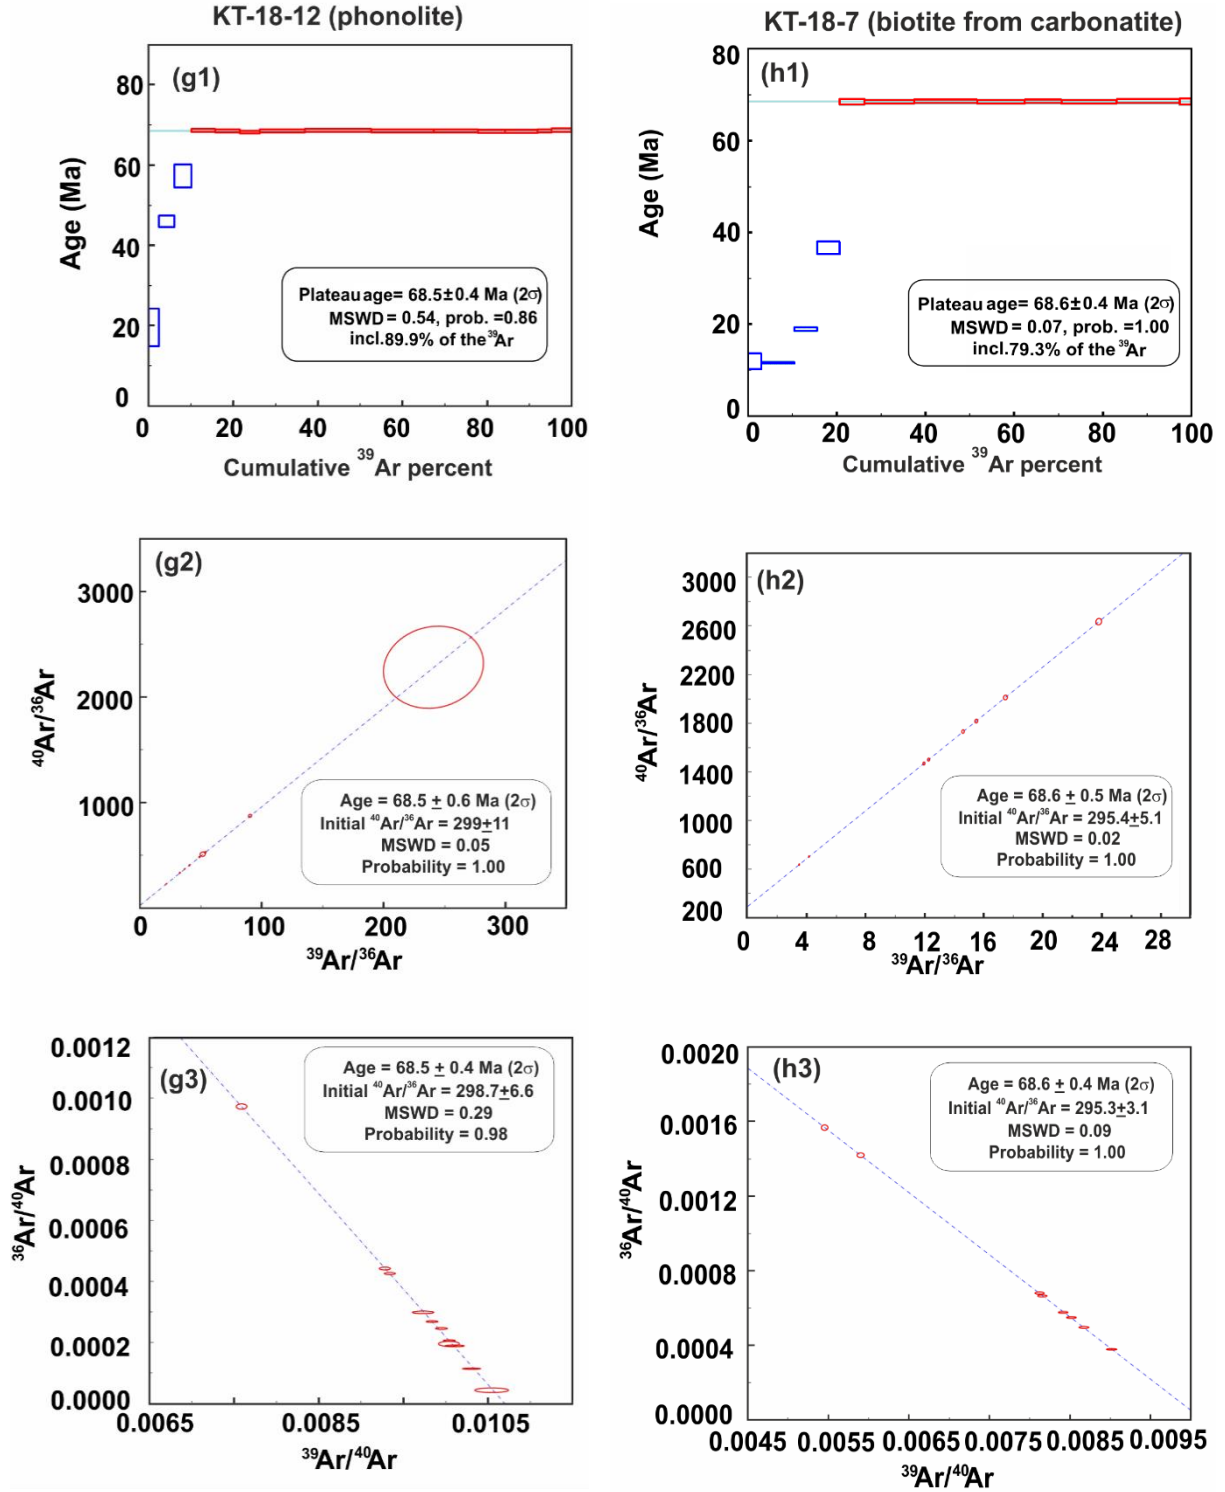 KT-18-12 (phonolite)
(g1)
Age (Ma)
80
60
40
20
0
Plateau age= 68.5±0.4 Ma (2σ)
MSWD = 0.54, prob. =0.86
incl.89.9% of the ³⁹Ar
0 20 40 60 80 100
Cumulative ³⁹Ar percent
KT-18-7 (biotite from carbonatite)
(h1)
Age (Ma)
80
60
40
20
0
Plateau age= 68.6±0.4 Ma (2σ)
MSWD = 0.07, prob. =1.00
incl.79.3% of the ³⁹Ar
0 20 40 60 80 100
Cumulative ³⁹Ar percent
(g2)
⁴⁰Ar/³⁶Ar
3000
2000
1000
Age = 68.5 ± 0.6 Ma (2σ)
Initial ⁴⁰Ar/³⁶Ar = 299±11
MSWD = 0.05
Probability = 1.00
0 100 200 300
³⁹Ar/³⁶Ar
(h2)
⁴⁰Ar/³⁶Ar
3000
2600
2200
1800
1400
1000
600
200
Age = 68.6 ± 0.5 Ma (2σ)
Initial ⁴⁰Ar/³⁶Ar = 295.4±5.1
MSWD = 0.02
Probability = 1.00
0 4 8 12 16 20 24 28
³⁹Ar/³⁶Ar
(g3)
³⁶Ar/⁴⁰Ar
0.0012
0.0010
0.0008
0.0006
0.0004
0.0002
0.0000
Age = 68.5 ± 0.4 Ma (2σ)
Initial ⁴⁰Ar/³⁶Ar = 298.7±6.6
MSWD = 0.29
Probability = 0.98
0.0065 0.0085 0.0105
³⁹Ar/⁴⁰Ar
(h3)
³⁶Ar/⁴⁰Ar
0.0020
0.0016
0.0012
0.0008
0.0004
0.0000
Age = 68.6 ± 0.4 Ma (2σ)
Initial ⁴⁰Ar/³⁶Ar = 295.3±3.1
MSWD = 0.09
Probability = 1.00
0.0045 0.0055 0.0065 0.0075 0.0085 0.0095
³⁹Ar/⁴⁰Ar